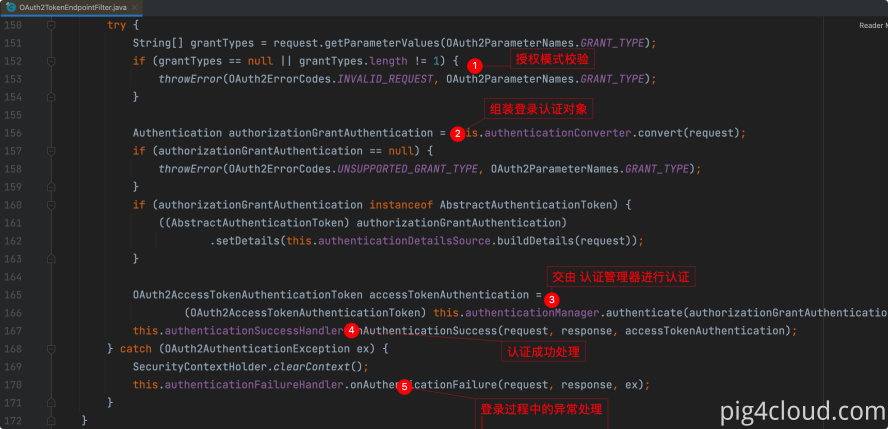 OAuth2TokenEndpointFilter.java
Reader M
150 try {
151 String[] grantTypes = request.getParameterValues(OAuth2ParameterNames.GRANT_TYPE);
152 if (grantTypes == null || grantTypes.length != 1) { 1 授权模式校验
153 throwError(OAuth2ErrorCodes.INVALID_REQUEST, OAuth2ParameterNames.GRANT_TYPE);
154 }
155 组装登录认证对象
156 Authentication authorizationGrantAuthentication = 2 this.authenticationConverter.convert(request);
157 if (authorizationGrantAuthentication == null) {
158 throwError(OAuth2ErrorCodes.UNSUPPORTED_GRANT_TYPE, OAuth2ParameterNames.GRANT_TYPE);
159 }
160 if (authorizationGrantAuthentication instanceof AbstractAuthenticationToken) {
161 ((AbstractAuthenticationToken) authorizationGrantAuthentication)
162 .setDetails(this.authenticationDetailsSource.buildDetails(request));
163 }
164 交由 认证管理器进行认证
165 OAuth2AccessTokenAuthenticationToken accessTokenAuthentication = 3
166 (OAuth2AccessTokenAuthenticationToken) this.authenticationManager.authenticate(authorizationGrantAuthentication
167 this.authenticationSuccessHandler 4 onAuthenticationSuccess(request, response, accessTokenAuthentication);
168 } catch (OAuth2AuthenticationException ex) { 认证成功处理
169 SecurityContextHolder.clearContext();
170 this.authenticationFailureHandler.onAuth 5 nticationFailure(request, response, ex);
171 } 登录过程中的异常处理
172 }
pig4cloud.com